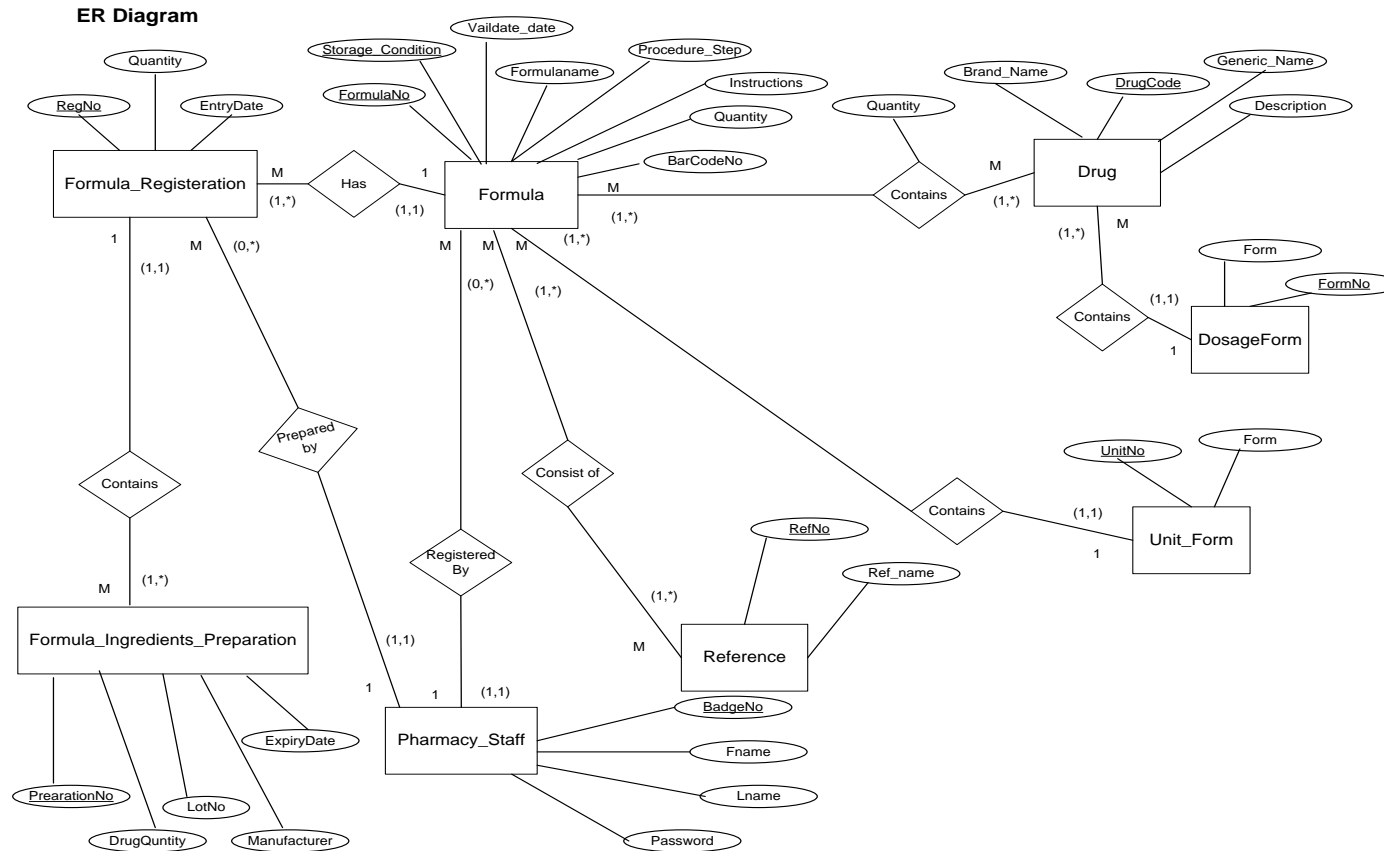 ER Diagram
Vaildate_date
Storage_Condition
Procedure_Step
Quantity
Formulaname
Generic_Name
Brand_Name
DrugCode
Instructions
RegNo
EntryDate
FormulaNo
Quantity
Description
Quantity
BarCodeNo
Formula_Registeration
M
(1,*)
Has
1
(1,1)
Formula
M
(1,*)
Contains
M
(1,*)
Drug
1
(1,1)
M
(0,*)
M
(0,*)
M
(1,*)
M
(1,*)
(1,*)
M
Form
FormNo
Contains
(1,1)
1
DosageForm
Prepared
by
Contains
Consist of
UnitNo
Form
Contains
(1,1)
1
Unit_Form
Registered
By
RefNo
Ref_name
M
(1,*)
Formula_Ingredients_Preparation
(1,*)
M
Reference
(1,1)
1
1
(1,1)
Pharmacy_Staff
BadgeNo
Fname
Lname
Password
ExpiryDate
PrearationNo
LotNo
DrugQuntity
Manufacturer